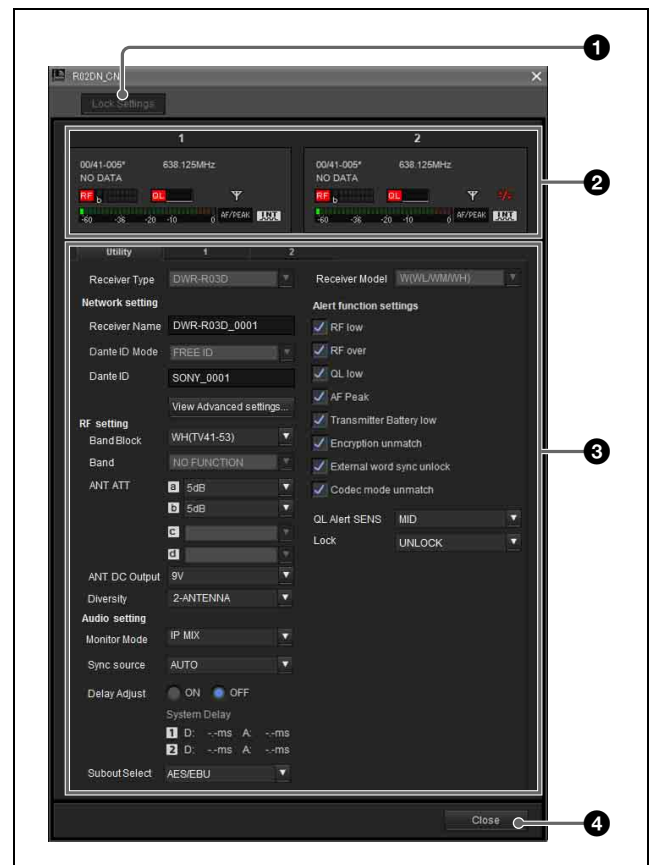 1
R02DN_CN
Lock Settings
1 2
00/41-005* 638.125MHz 00/41-005* 638.125MHz
NO DATA NO DATA
RF b QL RF b QL
-60 -36 -20 -10 0 AF/PEAK INT -60 -36 -20 -10 0 AF/PEAK INT
2
Utility 1 2
Receiver Type DWR-R03D Receiver Model W(WL/WM/WH)
Network setting Alert function settings
Receiver Name DWR-R03D_0001 RF low
Dante ID Mode FREE ID RF over
Dante ID SONY_0001 QL low
View Advanced settings... AF Peak
RF setting Transmitter Battery low
Band Block WH(TV41-53) Encryption unmatch
3
Band NO FUNCTION External word sync unlock
ANT ATT a 5dB Codec mode unmatch
b 5dB
c QL Alert SENS MID
d Lock UNLOCK
ANT DC Output 9V
Diversity 2-ANTENNA
Audio setting
Monitor Mode IP MIX
Sync source AUTO
Delay Adjust ON OFF
System Delay
1 D: -.-ms A: -.-ms
2 D: -.-ms A: -.-ms
Subout Select AES/EBU
Close
4